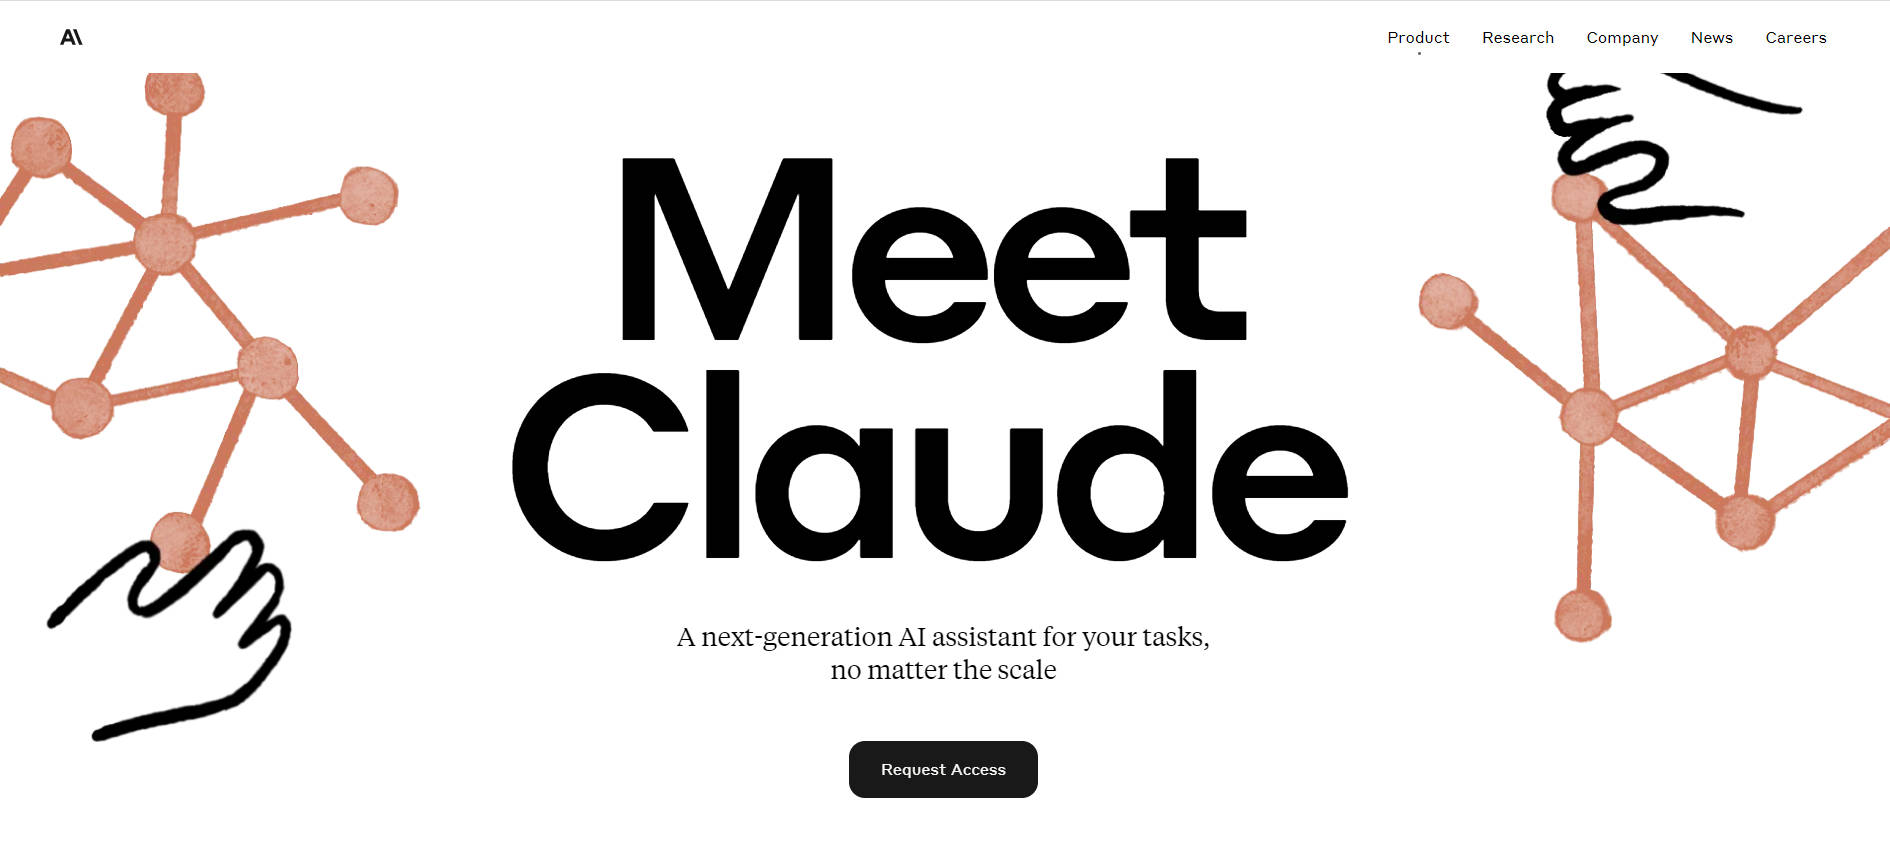 AI
Product Research Company News Careers
Meet
Claude
A next-generation AI assistant for your tasks,
no matter the scale
Request Access